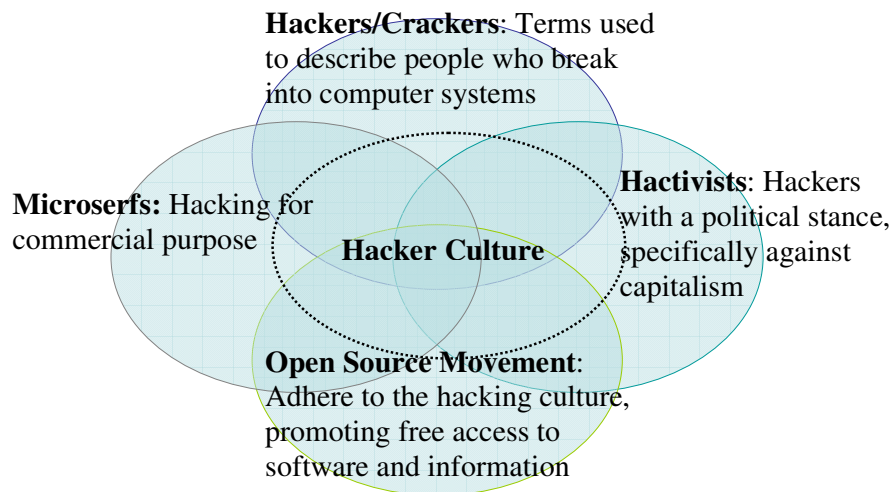 Hackers/Crackers: Terms used
to describe people who break
into computer systems
Microserfs: Hacking for
commercial purpose
Hacker Culture
Hactivists: Hackers
with a political stance,
specifically against
capitalism
Open Source Movement:
Adhere to the hacking culture,
promoting free access to
software and information